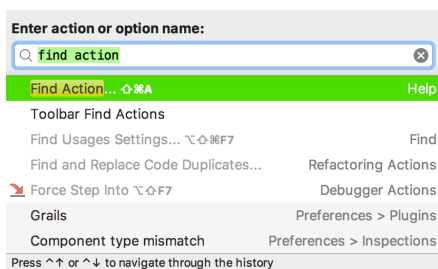 Enter action or option name:
find action
Find Action... ⇧⌘A Help
Toolbar Find Actions
Find Usages Settings... ⌥⇧⌘F7 Find
Find and Replace Code Duplicates... Refactoring Actions
Force Step Into ⌥⇧F7 Debugger Actions
Grails Preferences > Plugins
Component type mismatch Preferences > Inspections
Press ⌃↑ or ⌃↓ to navigate through the history